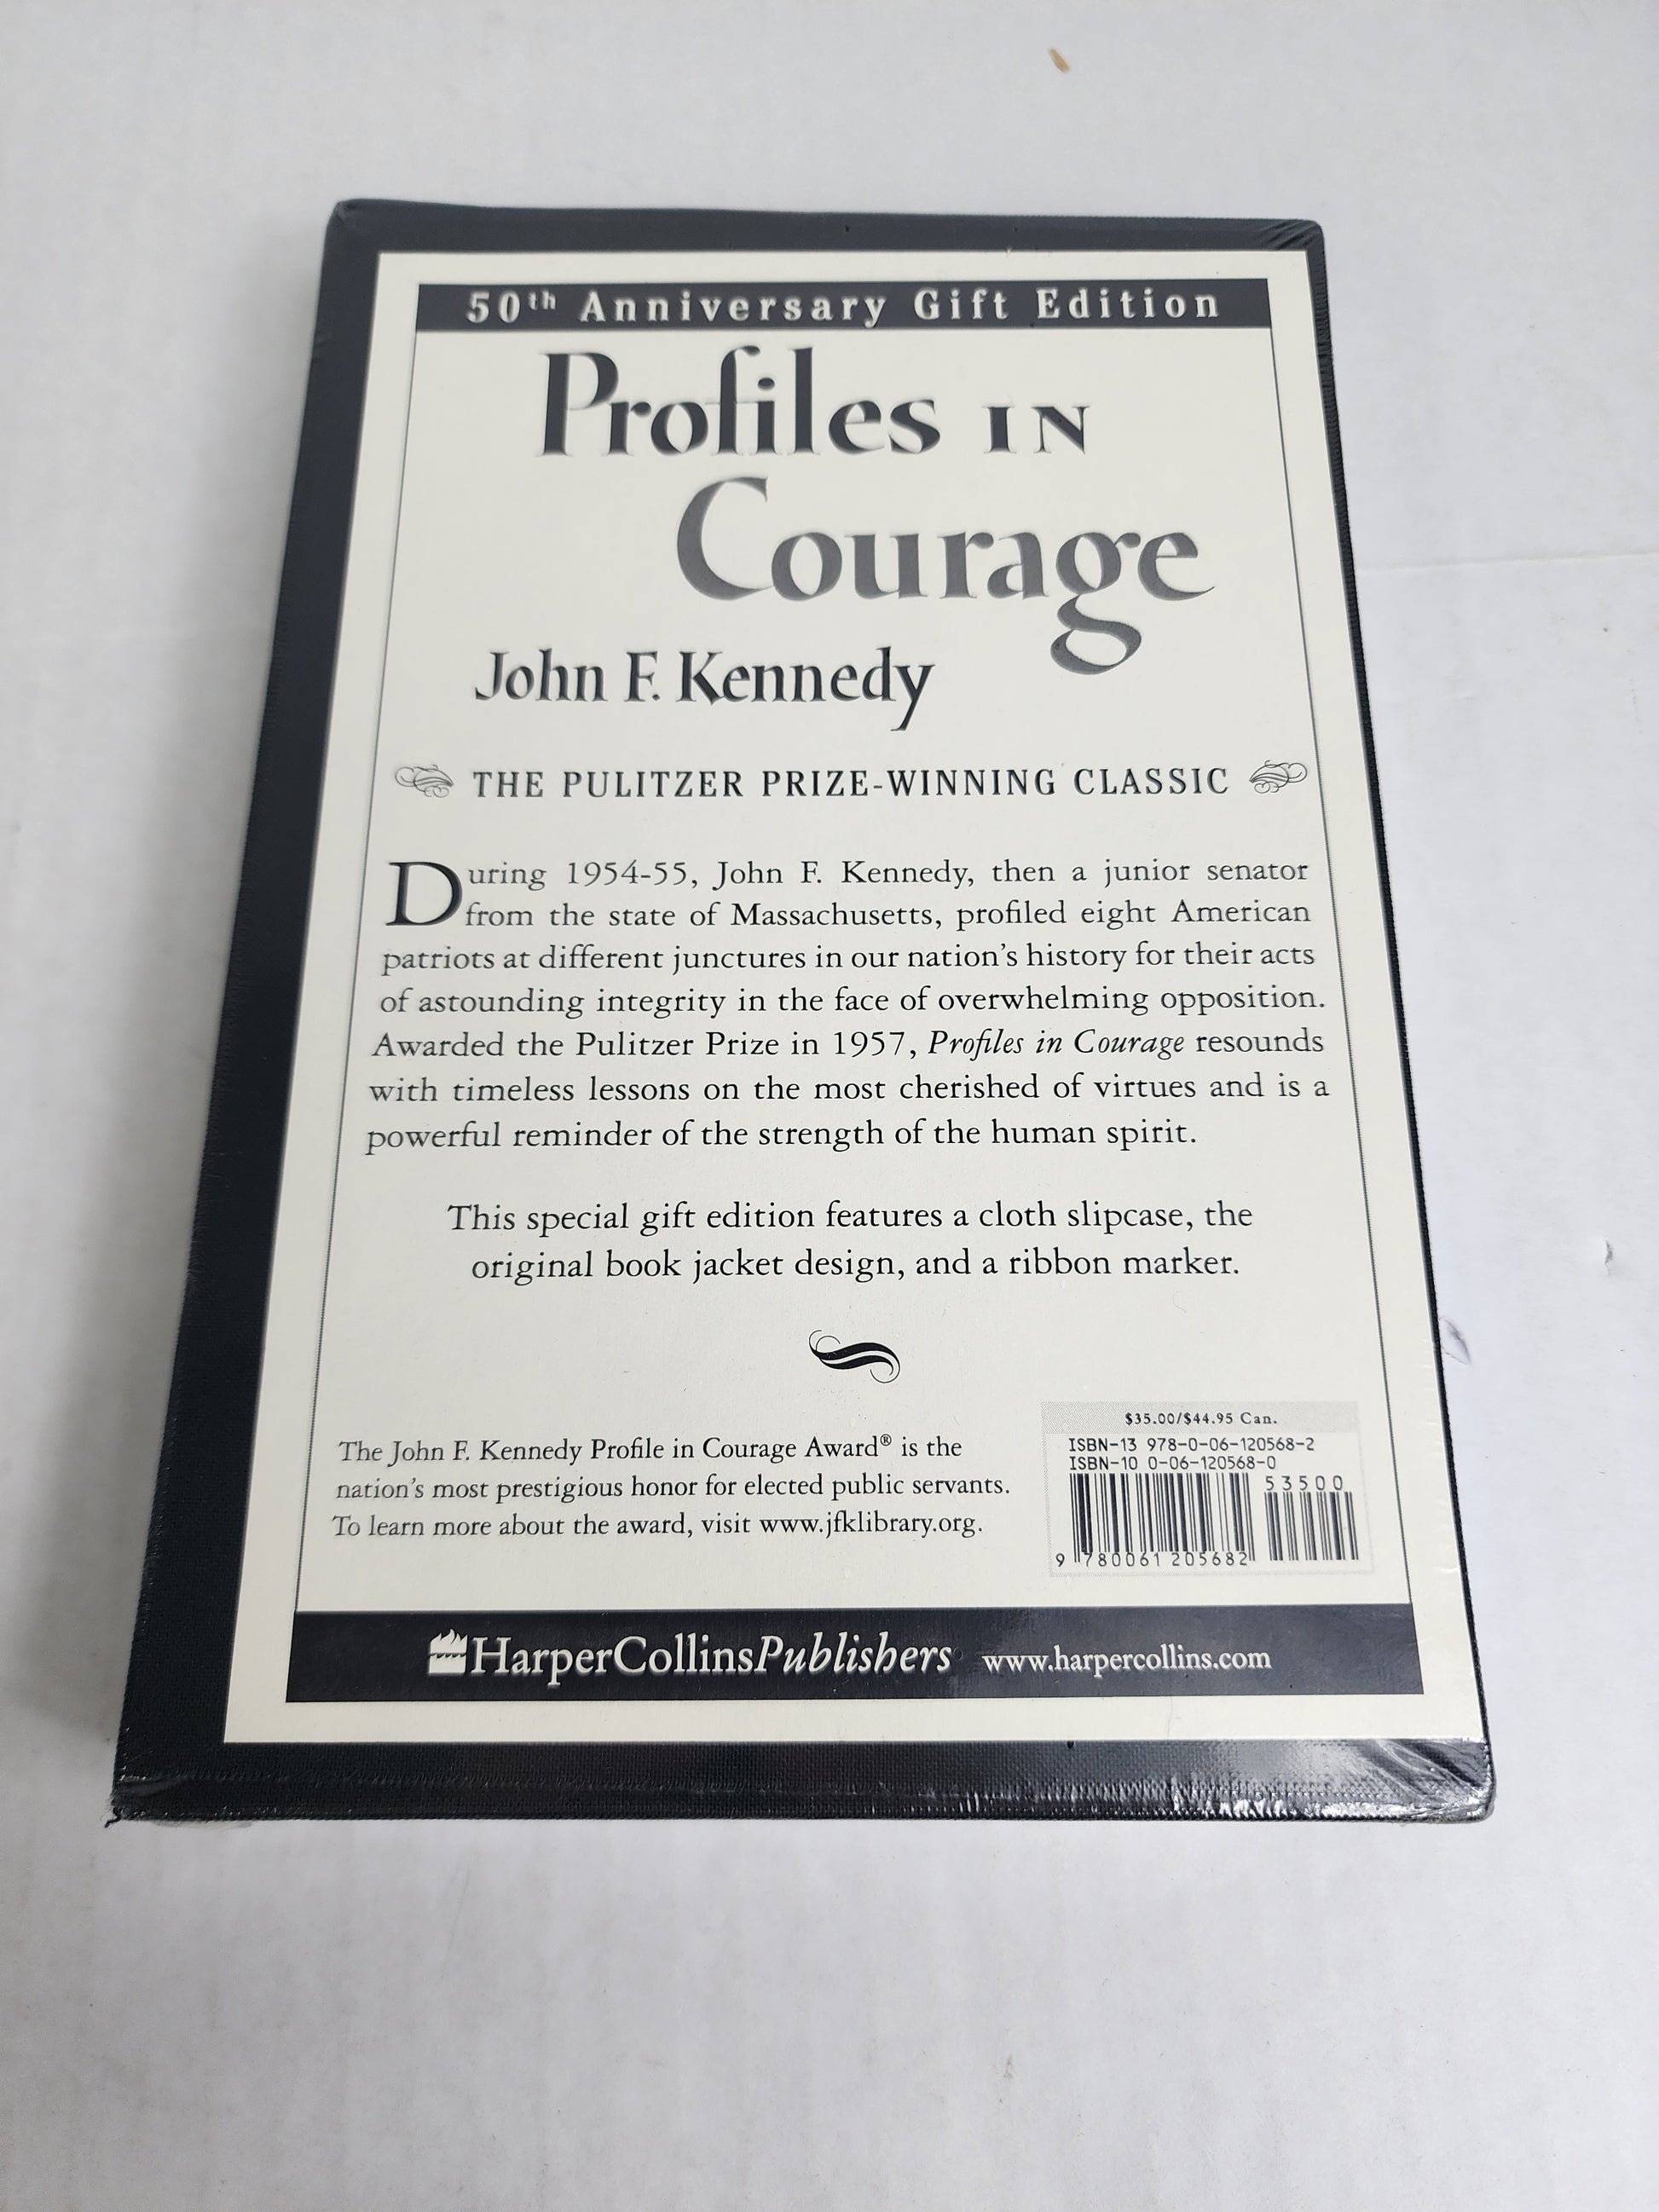 50th Anniversary Gift Edition
Profiles IN
Courage
John F. Kennedy
THE PULITZER PRIZE-WINNING CLASSIC
During 1954-55, John F. Kennedy, then a junior senator
from the state of Massachusetts, profiled eight American
patriots at different junctures in our nation's history for their acts
of astounding integrity in the face of overwhelming opposition.
Awarded the Pulitzer Prize in 1957, Profiles in Courage resounds
with timeless lessons on the most cherished of virtues and is a
powerful reminder of the strength of the human spirit.
This special gift edition features a cloth slipcase, the
original book jacket design, and a ribbon marker.
The John F. Kennedy Profile in Courage Award® is the
nation's most prestigious honor for elected public servants.
To learn more about the award, visit www.jfklibrary.org.
$35.00/$44.95 Can.
ISBN-13 978-0-06-120568-2
ISBN-10 0-06-120568-0
53500
9 780061 205682
HarperCollinsPublishers www.harpercollins.com